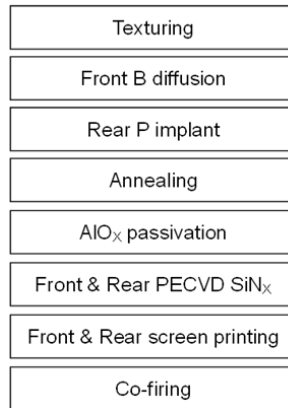 Texturing
Front B diffusion
Rear P implant
Annealing
AlOₓ passivation
Front & Rear PECVD SiNₓ
Front & Rear screen printing
Co-firing